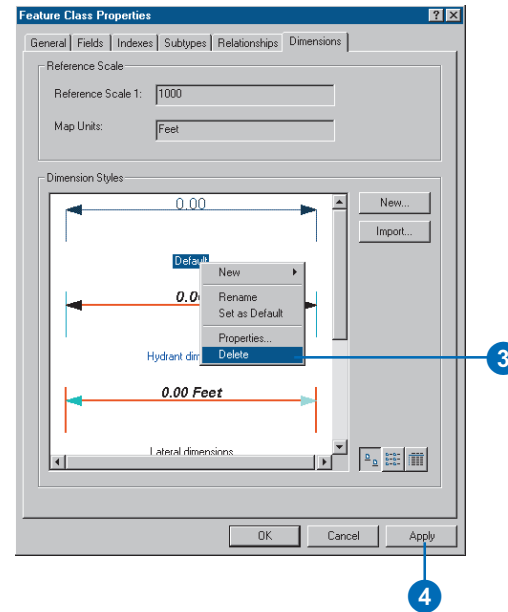 Feature Class Properties
General Fields Indexes Subtypes Relationships Dimensions
Reference Scale
Reference Scale 1: 1000
Map Units: Feet
Dimension Styles
0.00
New...
Import...
Default
New
Rename
Set as Default
Properties...
Delete
3
Hydrant
0.00 Feet
Lateral dimensions
OK Cancel Apply
4